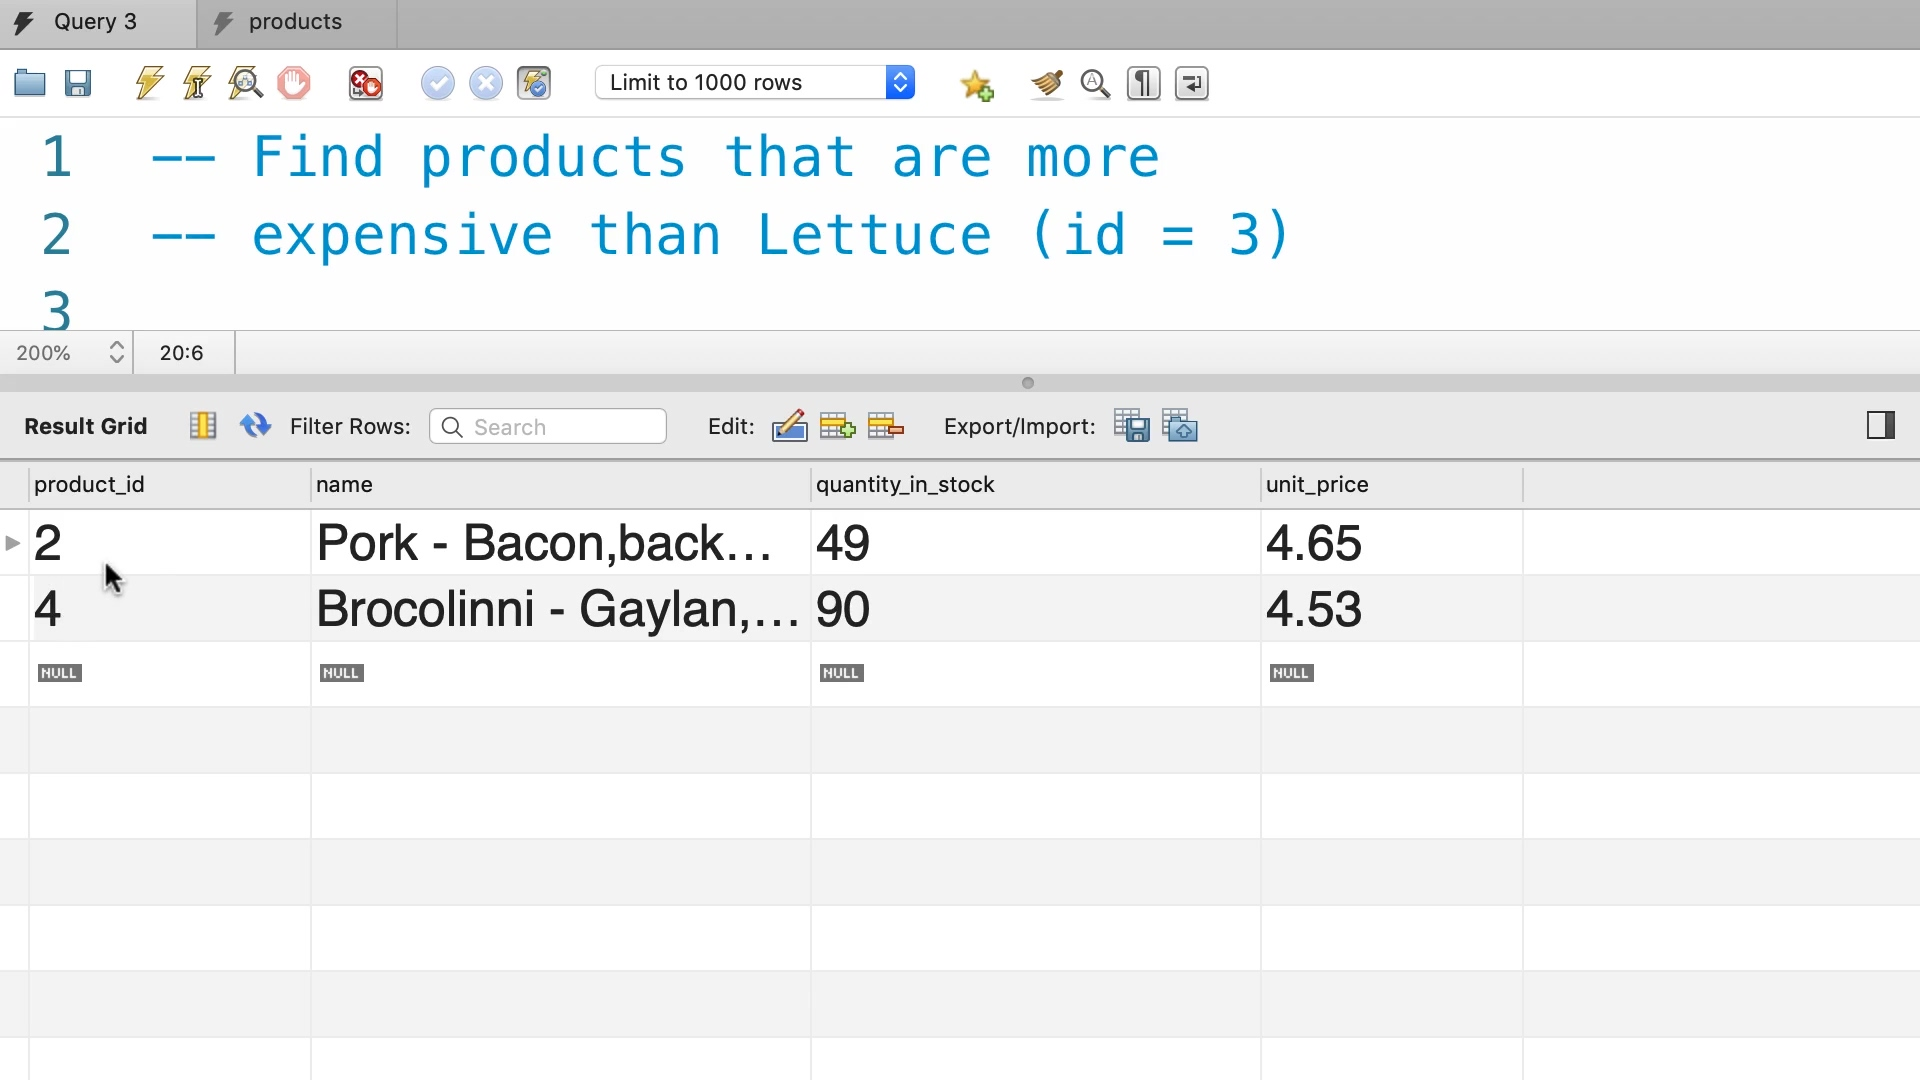 Query 3 products
Limit to 1000 rows
1 -- Find products that are more
2 -- expensive than Lettuce (id = 3)
3
200% 20:6
Result Grid Filter Rows: Search Edit: Export/Import:
product_id name quantity_in_stock unit_price
2 Pork - Bacon,back... 49 4.65
4 Brocolinni - Gaylan,... 90 4.53
NULL NULL NULL NULL